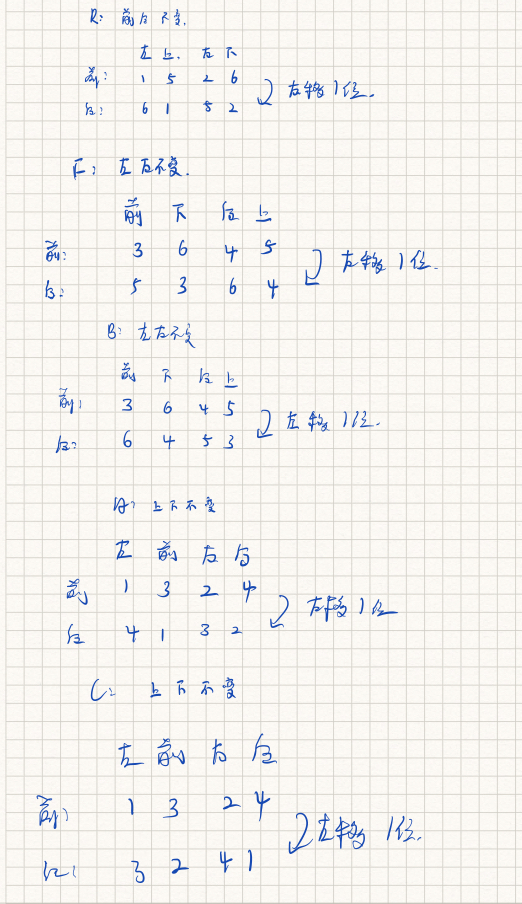 R: 前后不变.
左 上. 右 下
前: 1 5 2 6
后: 6 1 5 2
右移1位.
F: 左右不变.
前 下 后 上
前: 3 6 4 5
后: 5 3 6 4
右移1位.
B: 左右不变
前 下 后 上
前: 3 6 4 5
后: 6 4 5 3
左移1位.
A: 上下不变
左 前 右 后
前 1 3 2 4
后 4 1 3 2
右移1位
C: 上下不变
左 前 右 后
前: 1 3 2 4
后: 3 2 4 1
左移1位.